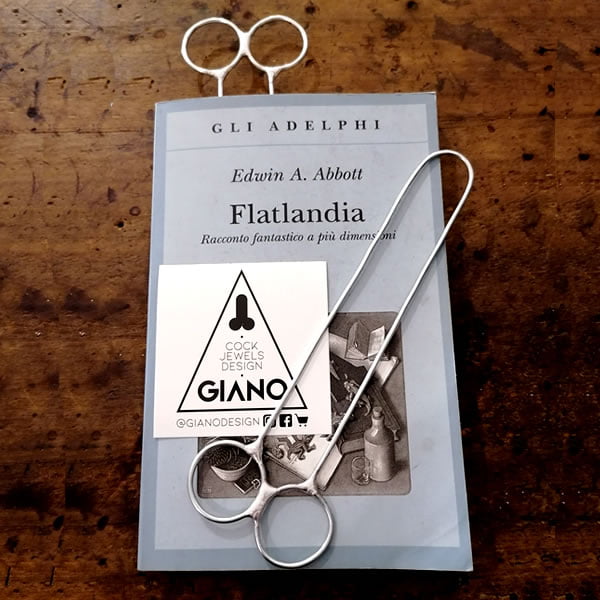 GLI ADELPHI
Edwin A. Abbott
Flatlandia
Racconto fantastico a più dimensioni
COCK
JEWELS
DESIGN
GIANO
@GIANODESIGN